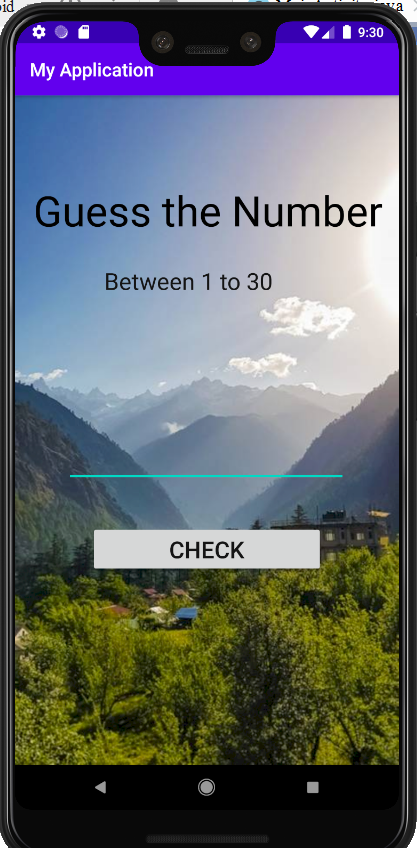 9:30
My Application
Guess the Number
Between 1 to 30
CHECK